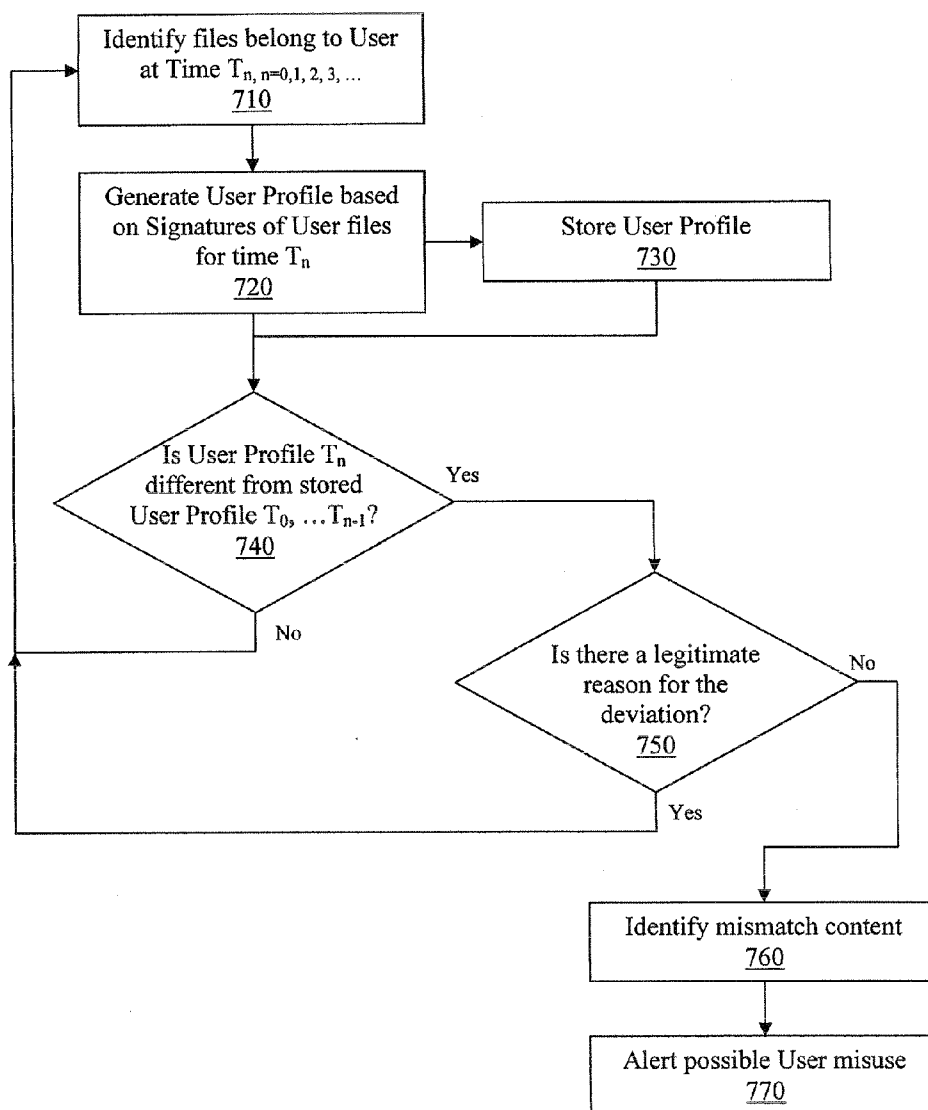 Identify files belong to User
at Time Tn, n=0,1, 2, 3, ...
710
Generate User Profile based
on Signatures of User files
for time Tn
720
Store User Profile
730
Is User Profile Tn
different from stored
User Profile T0, ...Tn-1?
740
Yes
No
Is there a legitimate
reason for the
deviation?
750
No
Yes
Identify mismatch content
760
Alert possible User misuse
770